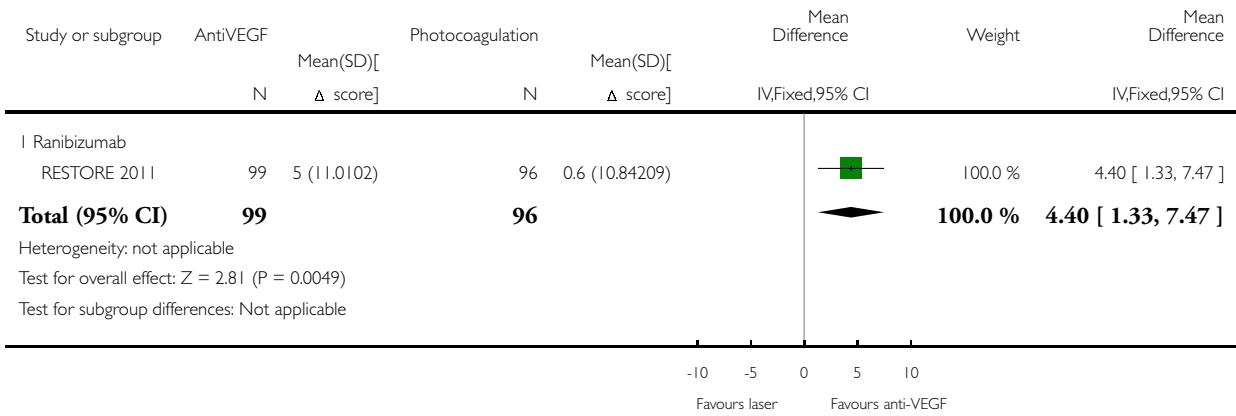 Study or subgroup AntiVEGF Photocoagulation Mean Difference Weight Mean Difference
Mean(SD)[ Mean(SD)[
N Δ score] N Δ score] IV,Fixed,95% CI IV,Fixed,95% CI
1 Ranibizumab
RESTORE 2011 99 5 (11.0102) 96 0.6 (10.84209) 100.0 % 4.40 [ 1.33, 7.47 ]
Total (95% CI) 99 96 100.0 % 4.40 [ 1.33, 7.47 ]
Heterogeneity: not applicable
Test for overall effect: Z = 2.81 (P = 0.0049)
Test for subgroup differences: Not applicable
-10 -5 0 5 10
Favours laser Favours anti-VEGF